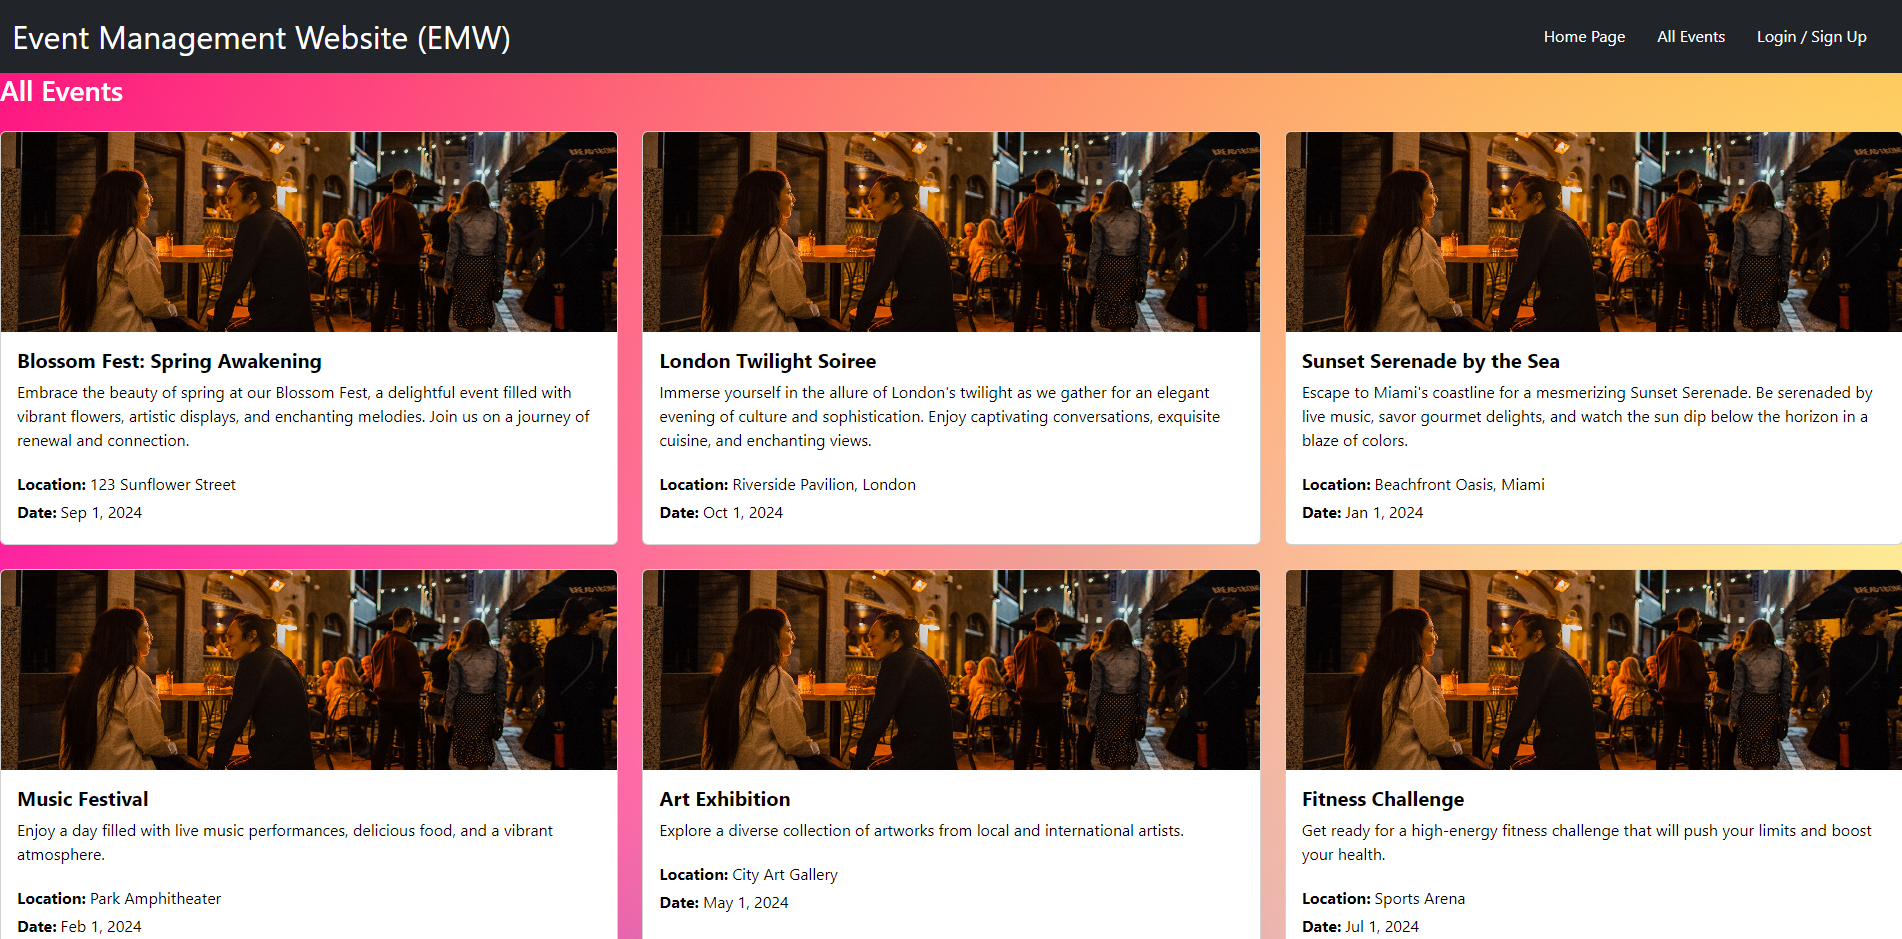 Event Management Website (EMW)
Home Page
All Events
Login / Sign Up
All Events
Blossom Fest: Spring Awakening
Embrace the beauty of spring at our Blossom Fest, a delightful event filled with
vibrant flowers, artistic displays, and enchanting melodies. Join us on a journey of
renewal and connection.
Location: 123 Sunflower Street
Date: Sep 1, 2024
London Twilight Soiree
Immerse yourself in the allure of London's twilight as we gather for an elegant
evening of culture and sophistication. Enjoy captivating conversations, exquisite
cuisine, and enchanting views.
Location: Riverside Pavilion, London
Date: Oct 1, 2024
Sunset Serenade by the Sea
Escape to Miami's coastline for a mesmerizing Sunset Serenade. Be serenaded by
live music, savor gourmet delights, and watch the sun dip below the horizon in a
blaze of colors.
Location: Beachfront Oasis, Miami
Date: Jan 1, 2024
Music Festival
Enjoy a day filled with live music performances, delicious food, and a vibrant
atmosphere.
Location: Park Amphitheater
Date: Feb 1, 2024
Art Exhibition
Explore a diverse collection of artworks from local and international artists.
Location: City Art Gallery
Date: May 1, 2024
Fitness Challenge
Get ready for a high-energy fitness challenge that will push your limits and boost
your health.
Location: Sports Arena
Date: Jul 1, 2024